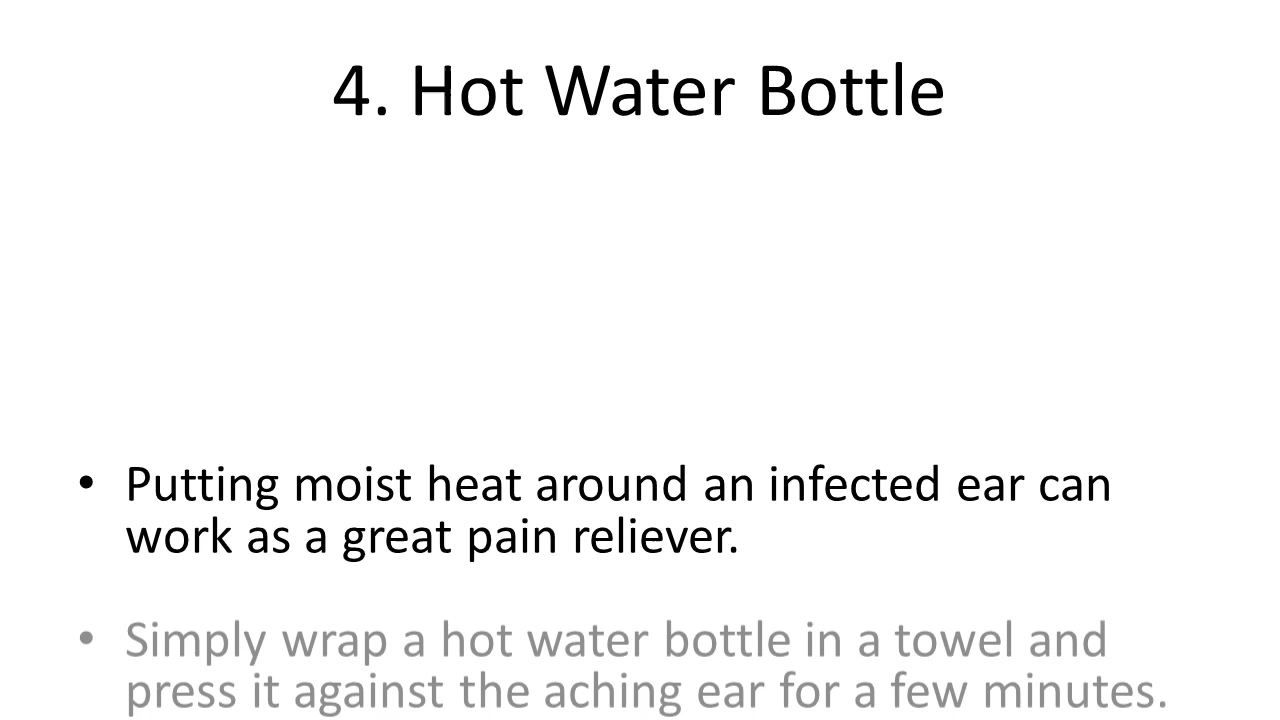 4. Hot Water Bottle
• Putting moist heat around an infected ear can
work as a great pain reliever.
• Simply wrap a hot water bottle in a towel and
press it against the aching ear for a few minutes.